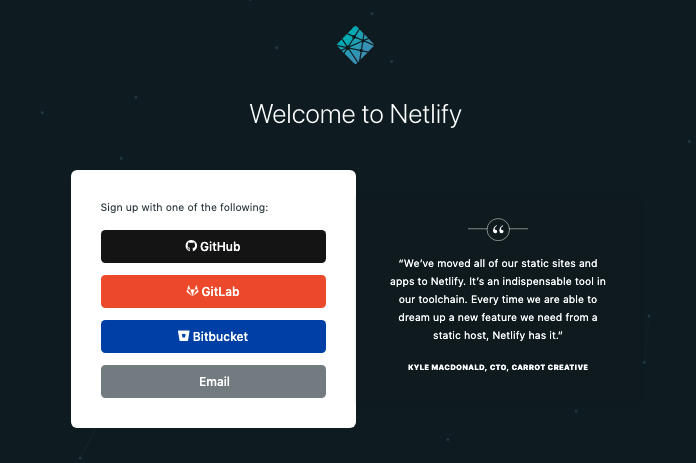 Welcome to Netlify
Sign up with one of the following:
GitHub
GitLab
Bitbucket
Email
“We’ve moved all of our static sites and
apps to Netlify. It’s an indispensable tool in
our toolchain. Every time we are able to
dream up a new feature we need from a
static host, Netlify has it.”
KYLE MACDONALD, CTO, CARROT CREATIVE